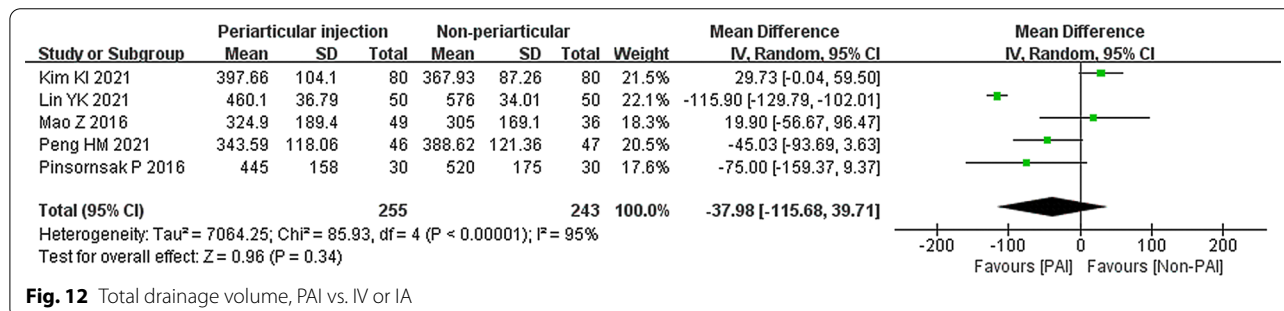 Periarticular injection Non-periarticular Mean Difference Mean Difference
Study or Subgroup Mean SD Total Mean SD Total Weight IV, Random, 95% CI IV, Random, 95% CI
Kim KI 2021 397.66 104.1 80 367.93 87.26 80 21.5% 29.73 [-0.04, 59.50]
Lin YK 2021 460.1 36.79 50 576 34.01 50 22.1% -115.90 [-129.79, -102.01]
Mao Z 2016 324.9 189.4 49 305 169.1 36 18.3% 19.90 [-56.67, 96.47]
Peng HM 2021 343.59 118.06 46 388.62 121.36 47 20.5% -45.03 [-93.69, 3.63]
Pinsornsak P 2016 445 158 30 520 175 30 17.6% -75.00 [-159.37, 9.37]
Total (95% CI) 255 243 100.0% -37.98 [-115.68, 39.71]
Heterogeneity: Tau² = 7064.25; Chi² = 85.93, df = 4 (P < 0.00001); I² = 95%
Test for overall effect: Z = 0.96 (P = 0.34)
-200 -100 0 100 200
Favours [PAI] Favours [Non-PAI]
Fig. 12 Total drainage volume, PAI vs. IV or IA